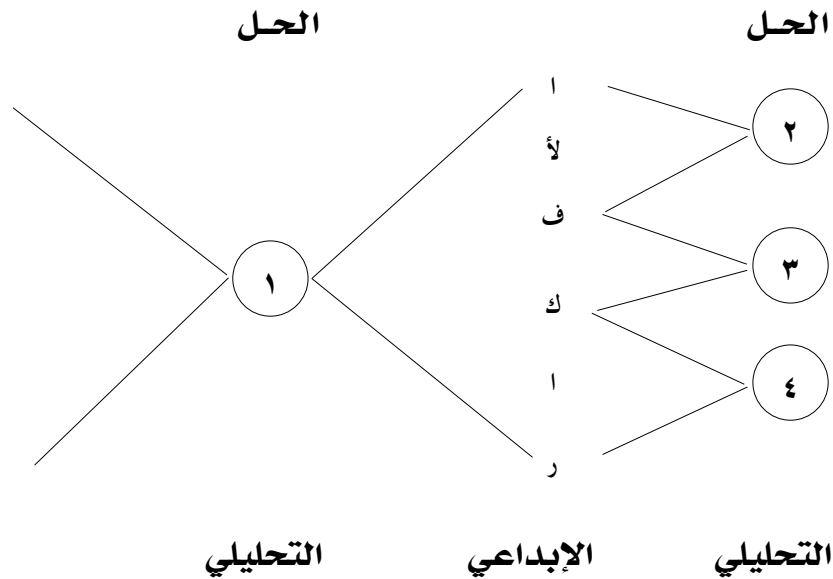 الحـل
الحـل
ا
لأ
ف
ك
ا
ر
١
٢
٣
٤
التحليلي
الإبداعي
التحليلي